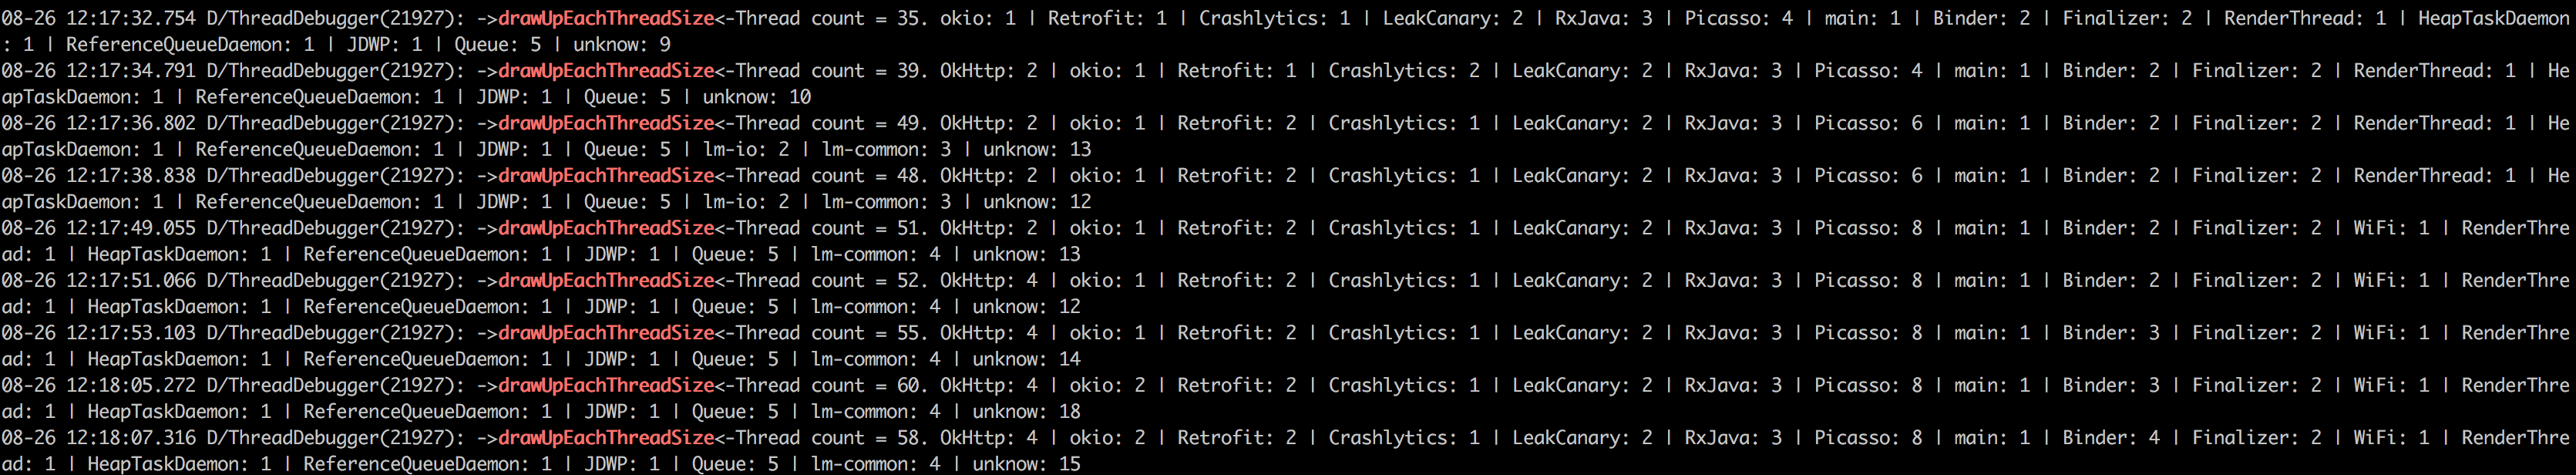 08-26 12:17:32.754 D/ThreadDebugger(21927): ->drawUpEachThreadSize<-Thread count = 35. okio: 1 | Retrofit: 1 | Crashlytics: 1 | LeakCanary: 2 | RxJava: 3 | Picasso: 4 | main: 1 | Binder: 2 | Finalizer: 2 | RenderThread: 1 | HeapTaskDaemon
: 1 | ReferenceQueueDaemon: 1 | JDWP: 1 | Queue: 5 | unknow: 9
08-26 12:17:34.791 D/ThreadDebugger(21927): ->drawUpEachThreadSize<-Thread count = 39. OkHttp: 2 | okio: 1 | Retrofit: 1 | Crashlytics: 2 | LeakCanary: 2 | RxJava: 3 | Picasso: 4 | main: 1 | Binder: 2 | Finalizer: 2 | RenderThread: 1 | He
apTaskDaemon: 1 | ReferenceQueueDaemon: 1 | JDWP: 1 | Queue: 5 | unknow: 10
08-26 12:17:36.802 D/ThreadDebugger(21927): ->drawUpEachThreadSize<-Thread count = 49. OkHttp: 2 | okio: 1 | Retrofit: 2 | Crashlytics: 1 | LeakCanary: 2 | RxJava: 3 | Picasso: 6 | main: 1 | Binder: 2 | Finalizer: 2 | RenderThread: 1 | He
apTaskDaemon: 1 | ReferenceQueueDaemon: 1 | JDWP: 1 | Queue: 5 | lm-io: 2 | lm-common: 3 | unknow: 13
08-26 12:17:38.838 D/ThreadDebugger(21927): ->drawUpEachThreadSize<-Thread count = 48. OkHttp: 2 | okio: 1 | Retrofit: 2 | Crashlytics: 1 | LeakCanary: 2 | RxJava: 3 | Picasso: 6 | main: 1 | Binder: 2 | Finalizer: 2 | RenderThread: 1 | He
apTaskDaemon: 1 | ReferenceQueueDaemon: 1 | JDWP: 1 | Queue: 5 | lm-io: 2 | lm-common: 3 | unknow: 12
08-26 12:17:49.055 D/ThreadDebugger(21927): ->drawUpEachThreadSize<-Thread count = 51. OkHttp: 2 | okio: 1 | Retrofit: 2 | Crashlytics: 1 | LeakCanary: 2 | RxJava: 3 | Picasso: 8 | main: 1 | Binder: 2 | Finalizer: 2 | WiFi: 1 | RenderThre
ad: 1 | HeapTaskDaemon: 1 | ReferenceQueueDaemon: 1 | JDWP: 1 | Queue: 5 | lm-common: 4 | unknow: 13
08-26 12:17:51.066 D/ThreadDebugger(21927): ->drawUpEachThreadSize<-Thread count = 52. OkHttp: 4 | okio: 1 | Retrofit: 2 | Crashlytics: 1 | LeakCanary: 2 | RxJava: 3 | Picasso: 8 | main: 1 | Binder: 2 | Finalizer: 2 | WiFi: 1 | RenderThre
ad: 1 | HeapTaskDaemon: 1 | ReferenceQueueDaemon: 1 | JDWP: 1 | Queue: 5 | lm-common: 4 | unknow: 12
08-26 12:17:53.103 D/ThreadDebugger(21927): ->drawUpEachThreadSize<-Thread count = 55. OkHttp: 4 | okio: 1 | Retrofit: 2 | Crashlytics: 1 | LeakCanary: 2 | RxJava: 3 | Picasso: 8 | main: 1 | Binder: 3 | Finalizer: 2 | WiFi: 1 | RenderThre
ad: 1 | HeapTaskDaemon: 1 | ReferenceQueueDaemon: 1 | JDWP: 1 | Queue: 5 | lm-common: 4 | unknow: 14
08-26 12:18:05.272 D/ThreadDebugger(21927): ->drawUpEachThreadSize<-Thread count = 60. OkHttp: 4 | okio: 2 | Retrofit: 2 | Crashlytics: 1 | LeakCanary: 2 | RxJava: 3 | Picasso: 8 | main: 1 | Binder: 3 | Finalizer: 2 | WiFi: 1 | RenderThre
ad: 1 | HeapTaskDaemon: 1 | ReferenceQueueDaemon: 1 | JDWP: 1 | Queue: 5 | lm-common: 4 | unknow: 18
08-26 12:18:07.316 D/ThreadDebugger(21927): ->drawUpEachThreadSize<-Thread count = 58. OkHttp: 4 | okio: 2 | Retrofit: 2 | Crashlytics: 1 | LeakCanary: 2 | RxJava: 3 | Picasso: 8 | main: 1 | Binder: 4 | Finalizer: 2 | WiFi: 1 | RenderThre
ad: 1 | HeapTaskDaemon: 1 | ReferenceQueueDaemon: 1 | JDWP: 1 | Queue: 5 | lm-common: 4 | unknow: 15